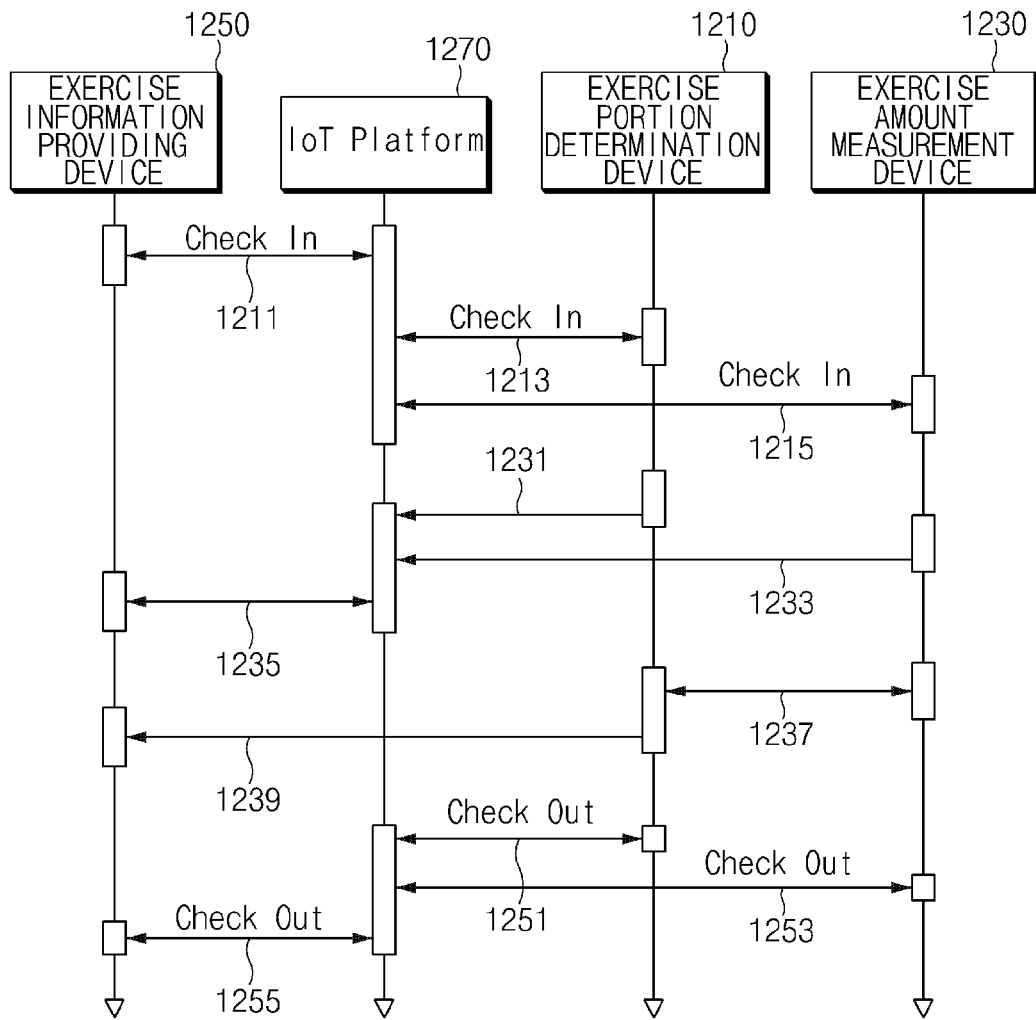 1250
1270
1210
1230
EXERCISE
INFORMATION
PROVIDING
DEVICE
IoT Platform
EXERCISE
PORTION
DETERMINATION
DEVICE
EXERCISE
AMOUNT
MEASUREMENT
DEVICE
Check In
1211
Check In
1213
Check In
1215
1231
1233
1235
1237
1239
Check Out
1251
Check Out
1253
Check Out
1255